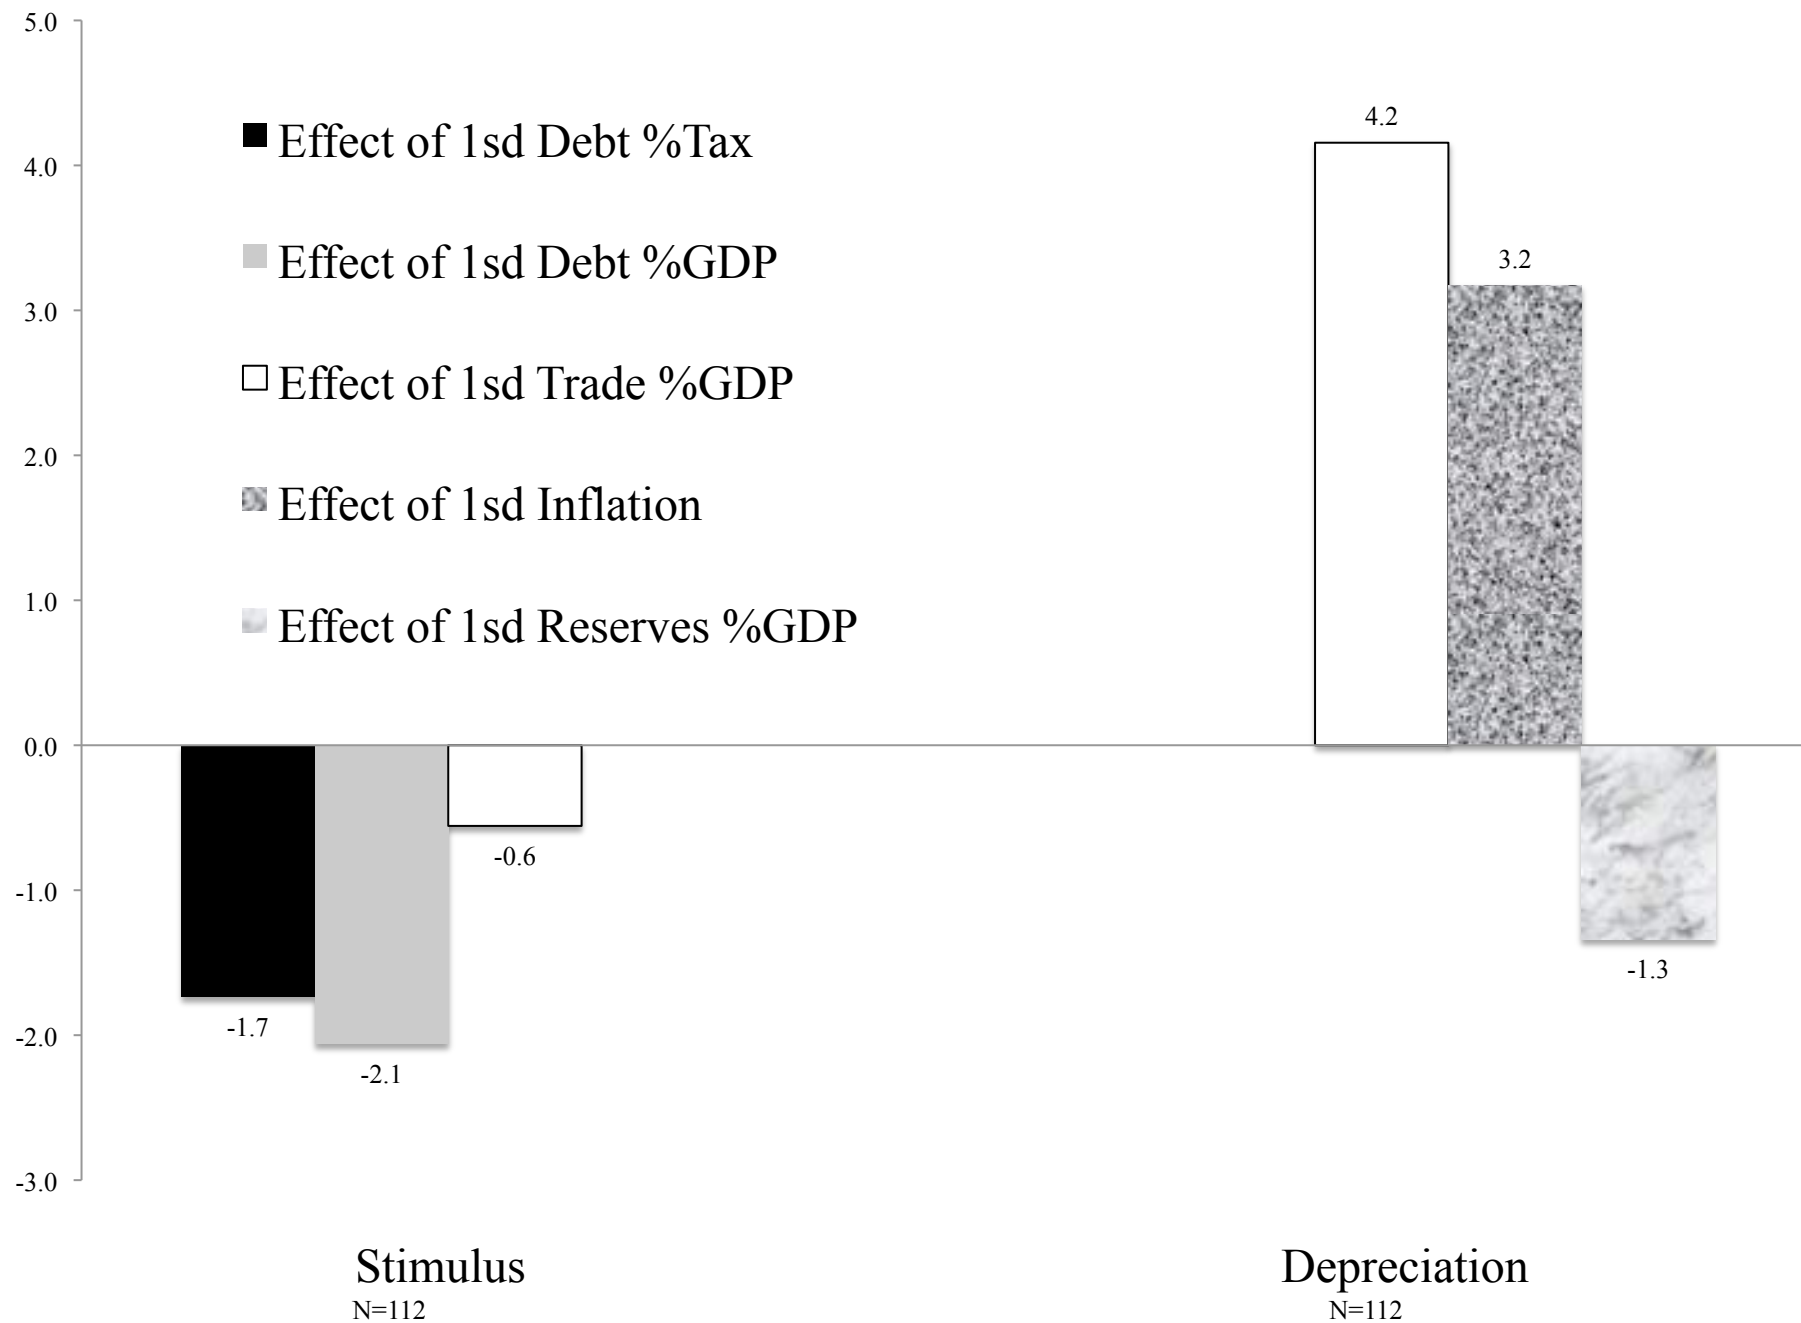 5.0
4.0
3.0
2.0
1.0
0.0
-1.0
-2.0
-3.0
Effect of 1sd Debt %Tax
Effect of 1sd Debt %GDP
Effect of 1sd Trade %GDP
Effect of 1sd Inflation
Effect of 1sd Reserves %GDP
-1.7
-2.1
-0.6
4.2
3.2
-1.3
Stimulus
N=112
Depreciation
N=112